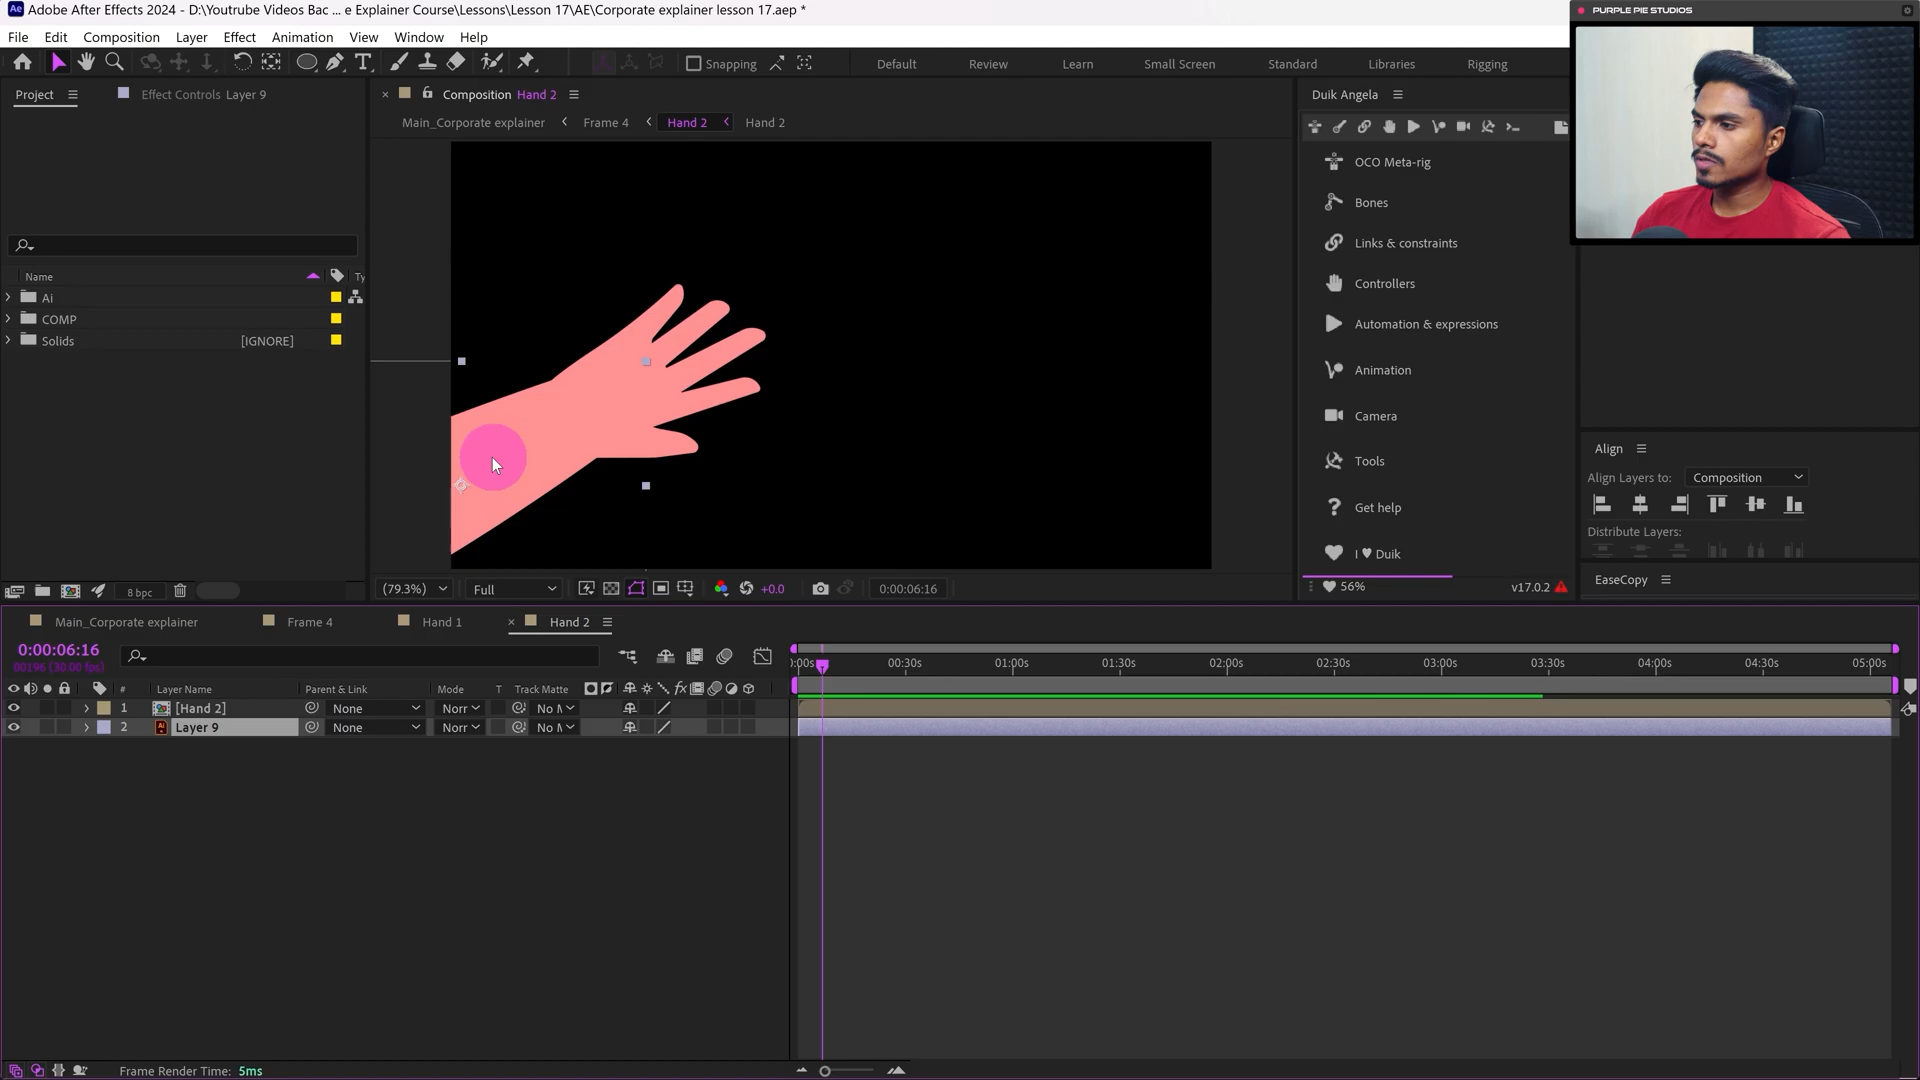 Adobe After Effects 2024 - D:\Youtube Videos Bac ... e Explainer Course\Lessons\Lesson 17\AE\Corporate explainer lesson 17.aep *
PURPLE PIE STUDIOS
File Edit Composition Layer Effect Animation View Window Help
Snapping Default Review Learn Small Screen Standard Libraries Rigging
Project Effect Controls Layer 9
Composition Hand 2
Duik Angela
Main_Corporate explainer Frame 4 Hand 2 Hand 2
OCO Meta-rig
Bones
Links & constraints
Controllers
Automation & expressions
Animation
Camera
Tools
Get help
I ♥ Duik
56% v17.0.2
Name Ty
Ai
COMP
Solids [IGNORE]
Align
Align Layers to: Composition
Distribute Layers:
EaseCopy
8 bpc
(79.3%) Full +0.0 0:00:06:16
Main_Corporate explainer Frame 4 Hand 1 Hand 2
0:00:06:16
00196 (30.00 fps)
:00s 00:30s 01:00s 01:30s 02:00s 02:30s 03:00s 03:30s 04:00s 04:30s 05:00s
# Layer Name Parent & Link Mode T Track Matte
1 [Hand 2] None Norr No M
2 Layer 9 None Norr No M
Frame Render Time: 5ms